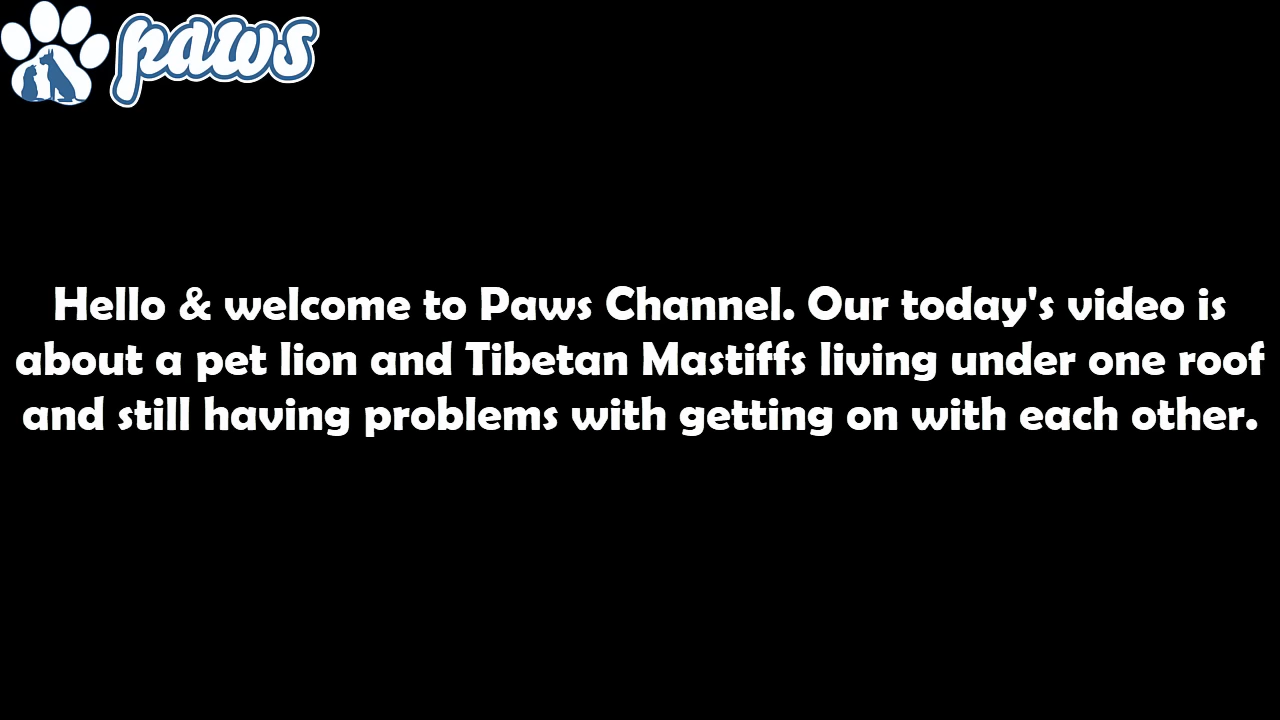 paws
Hello & welcome to Paws Channel. Our today's video is
about a pet lion and Tibetan Mastiffs living under one roof
and still having problems with getting on with each other.